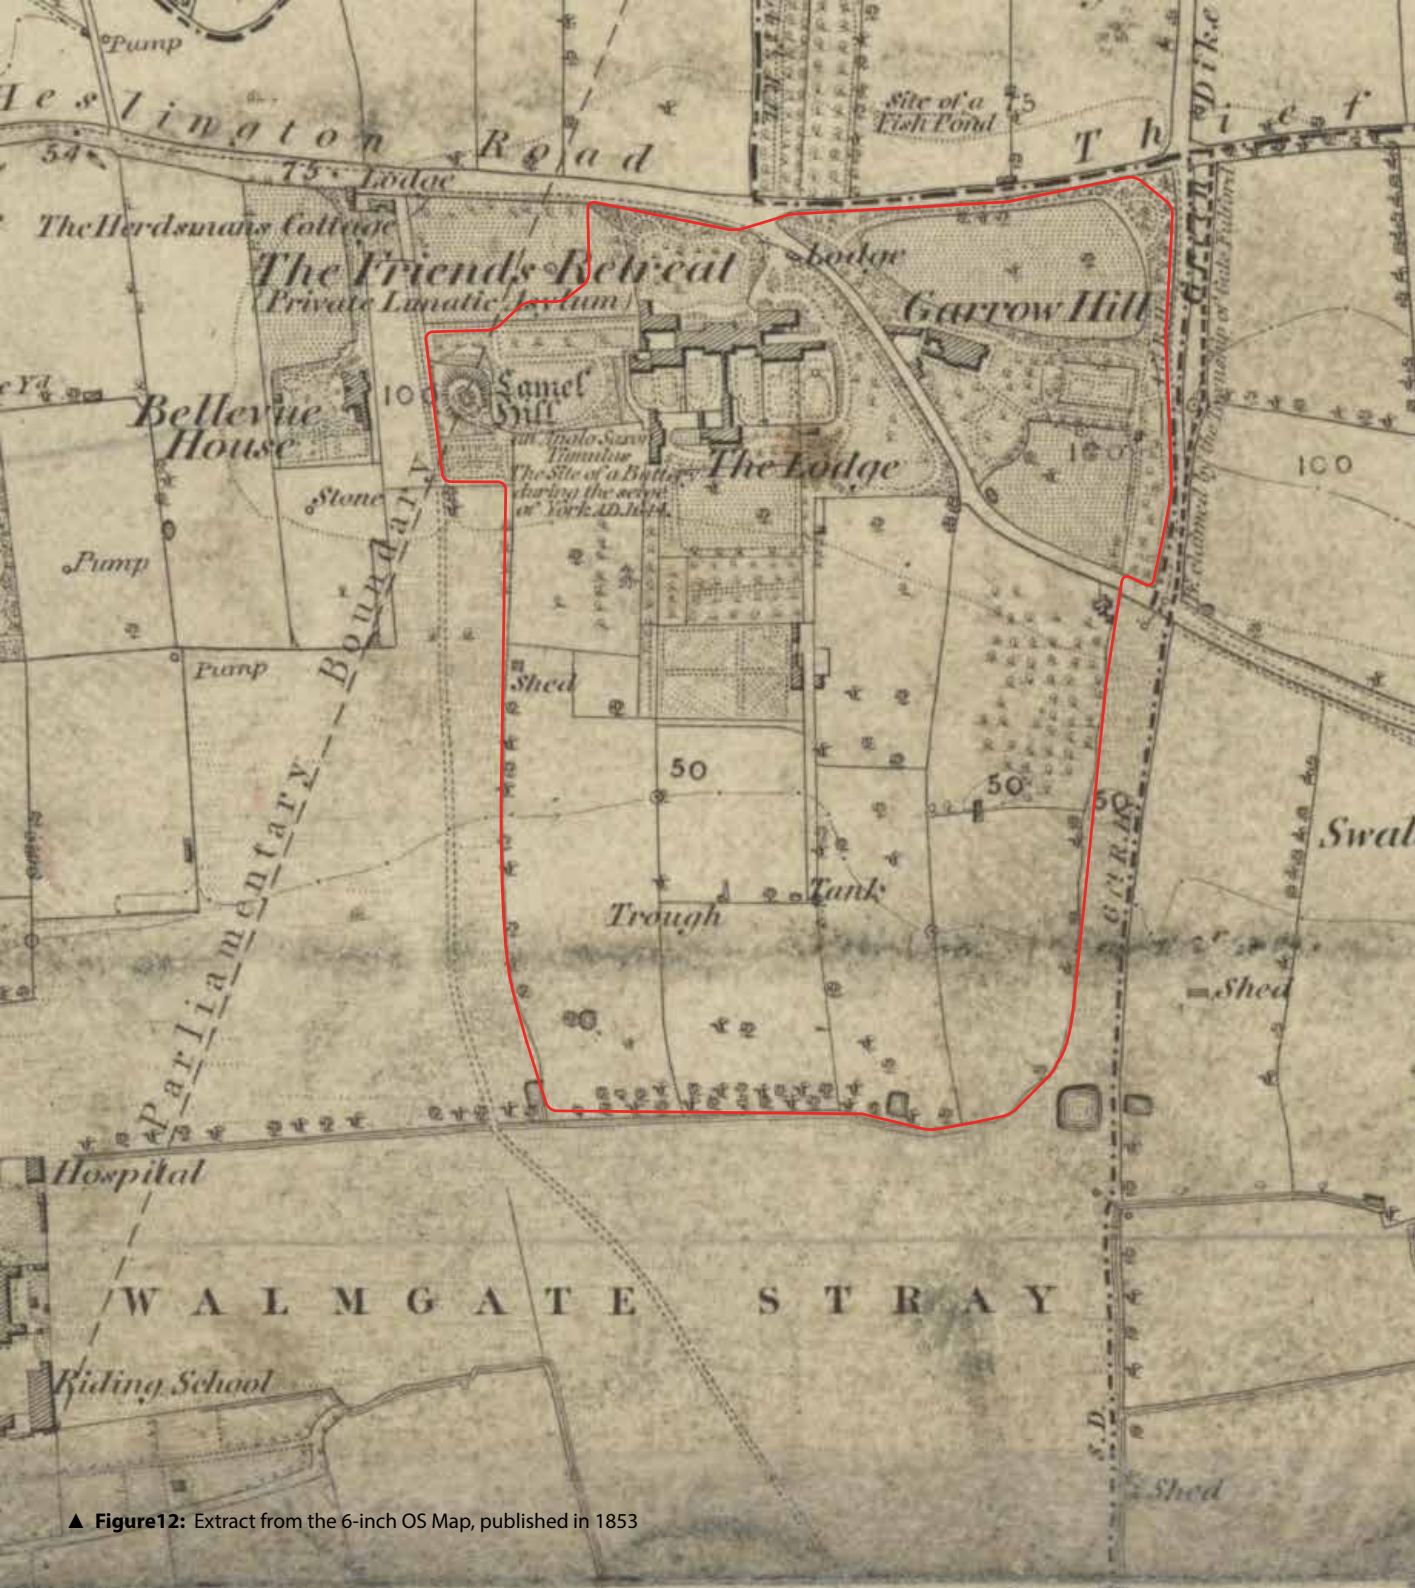 Pump
Heslington Road
54
75
Lodge
Site of a
Fish Pond
75
Dike
Thief
The Herdsmans Cottage
The Friends Retreat
(Private Lunatic Asylum)
Lodge
Garrow Hill
Lamel
Hill
an Anglo Saxon
Tumulus
The Site of a Battery
during the seige
of York A.D. 1644.
100
Bellevue
House
The Lodge
100
100
Stone
Pump
Parliamentary Boundary
Pump
Shed
50
50
50
Swal
Trough
Tank
6 Ft. R.H.
Shed
Hospital
WALMGATE STRAY
Riding School
S.D.
Shed
▲ Figure12: Extract from the 6-inch OS Map, published in 1853